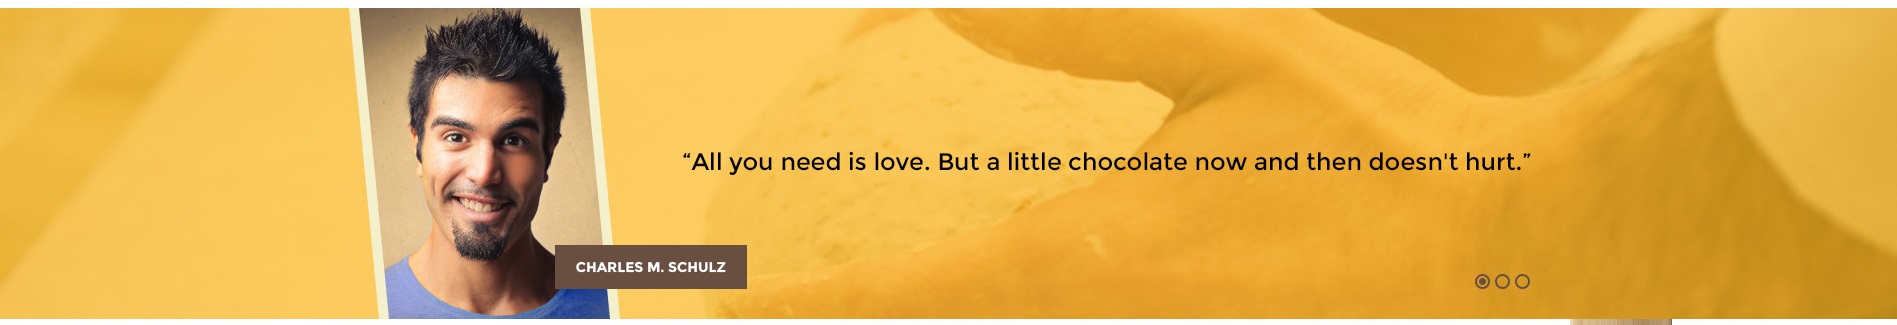 “All you need is love. But a little chocolate now and then doesn't hurt.”
CHARLES M. SCHULZ